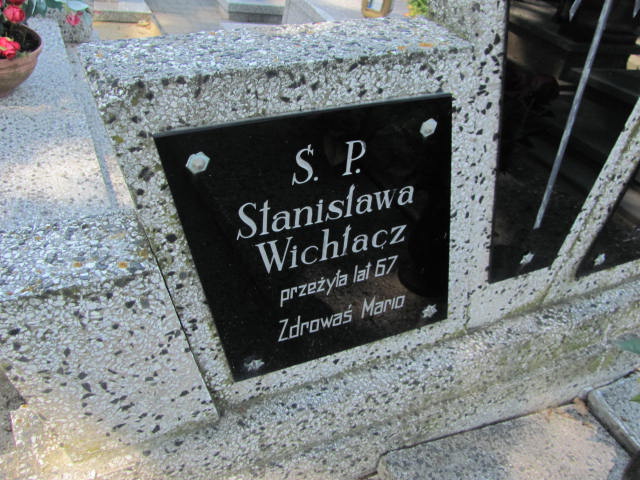 Ś. P.
Stanisława
Wichłacz
przeżyła lat 67
Zdrowaś Mario